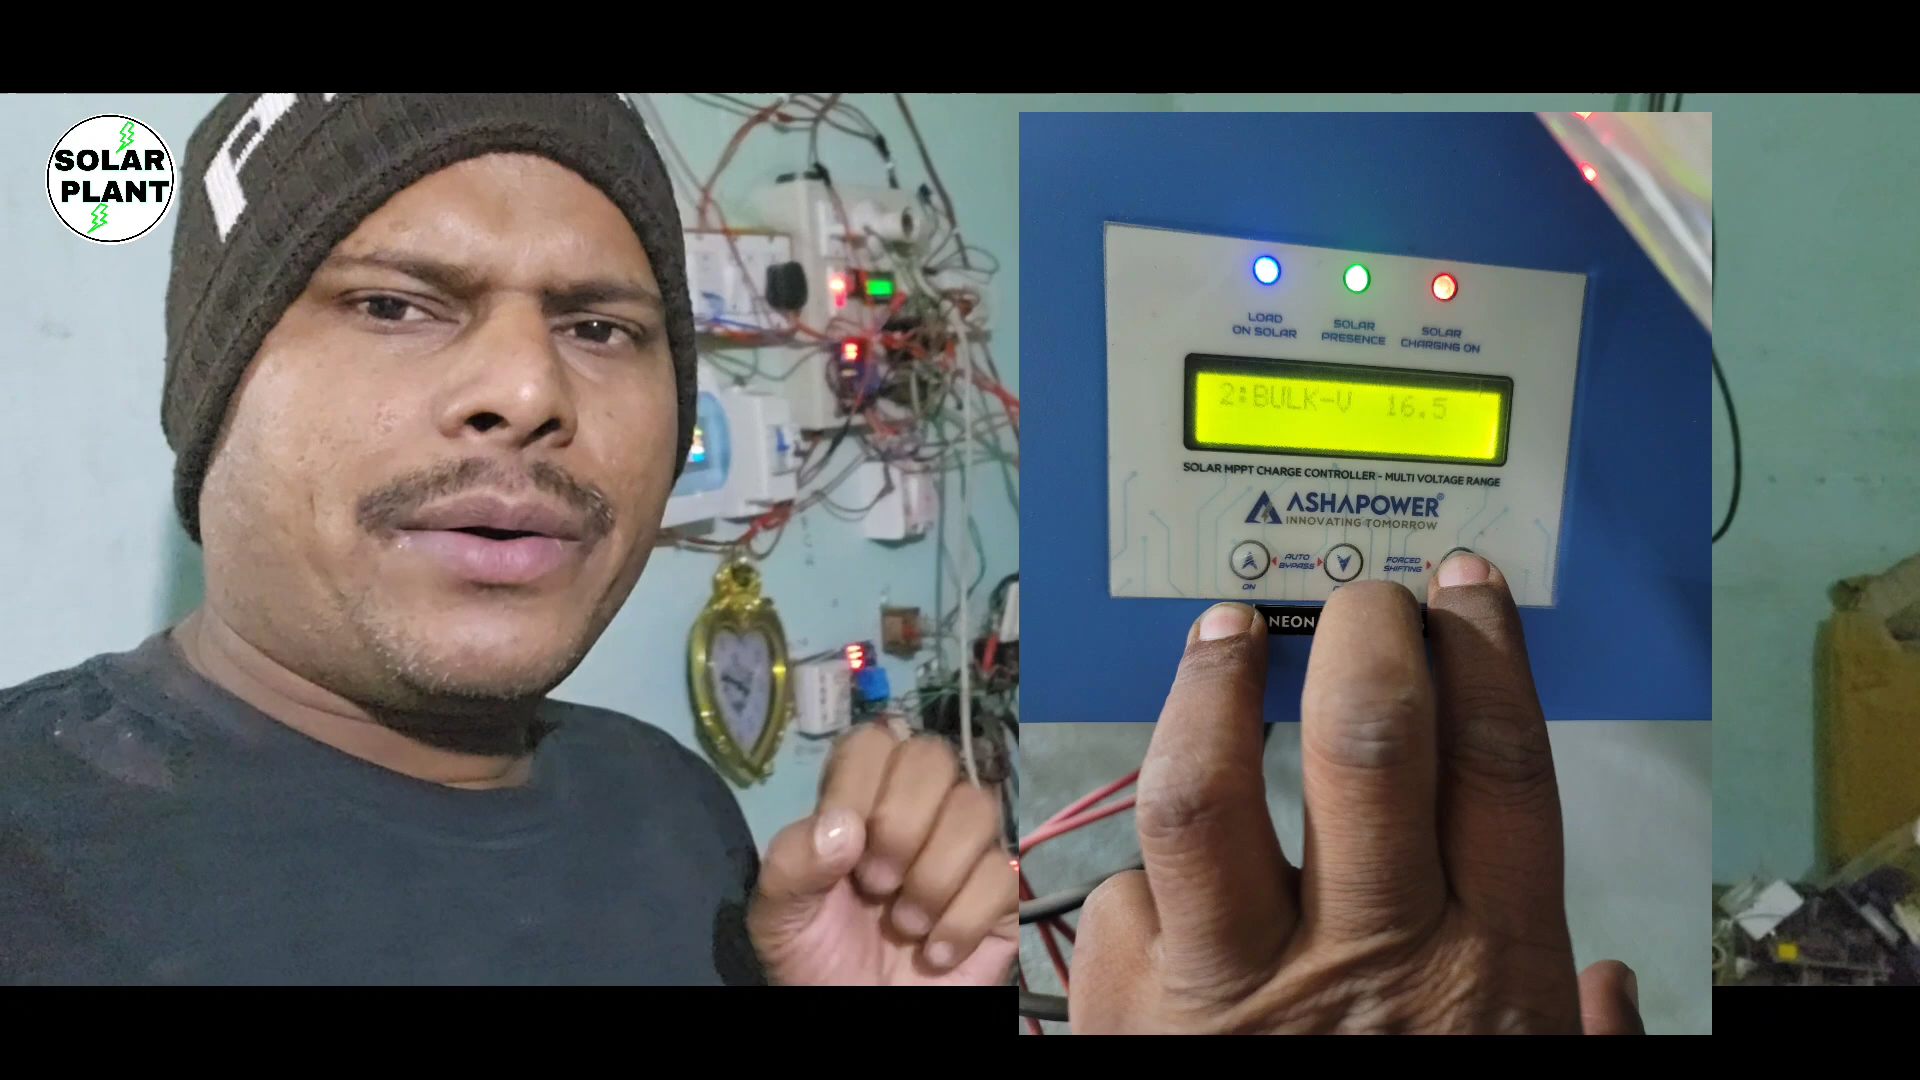 SOLAR
PLANT
LOAD
ON SOLAR
SOLAR
PRESENCE
SOLAR
CHARGING ON
2:BULK-V 16.5
SOLAR MPPT CHARGE CONTROLLER - MULTI VOLTAGE RANGE
ASHAPOWER®
INNOVATING TOMORROW
AUTO
BYPASS
FORCED
SHIFTING
ON
NEON